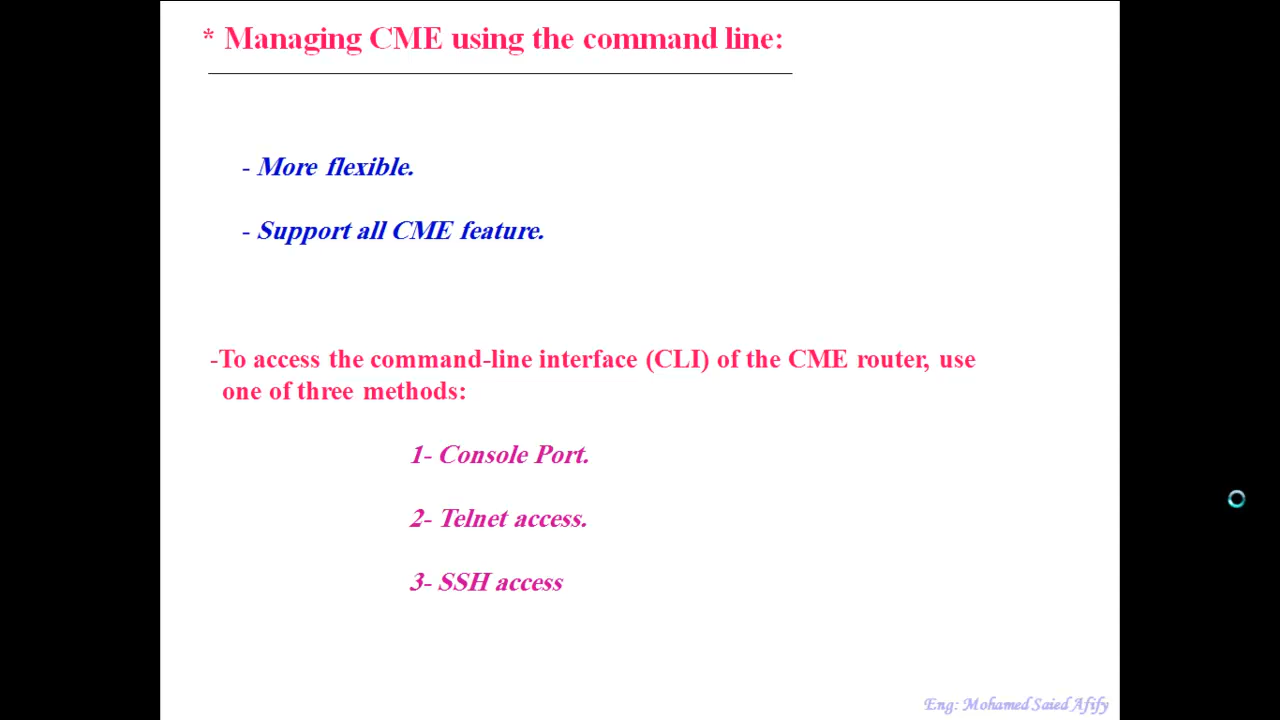 * Managing CME using the command line:
- More flexible.
- Support all CME feature.
-To access the command-line interface (CLI) of the CME router, use
one of three methods:
1- Console Port.
2- Telnet access.
3- SSH access
Eng: Mohamed Saied Afify